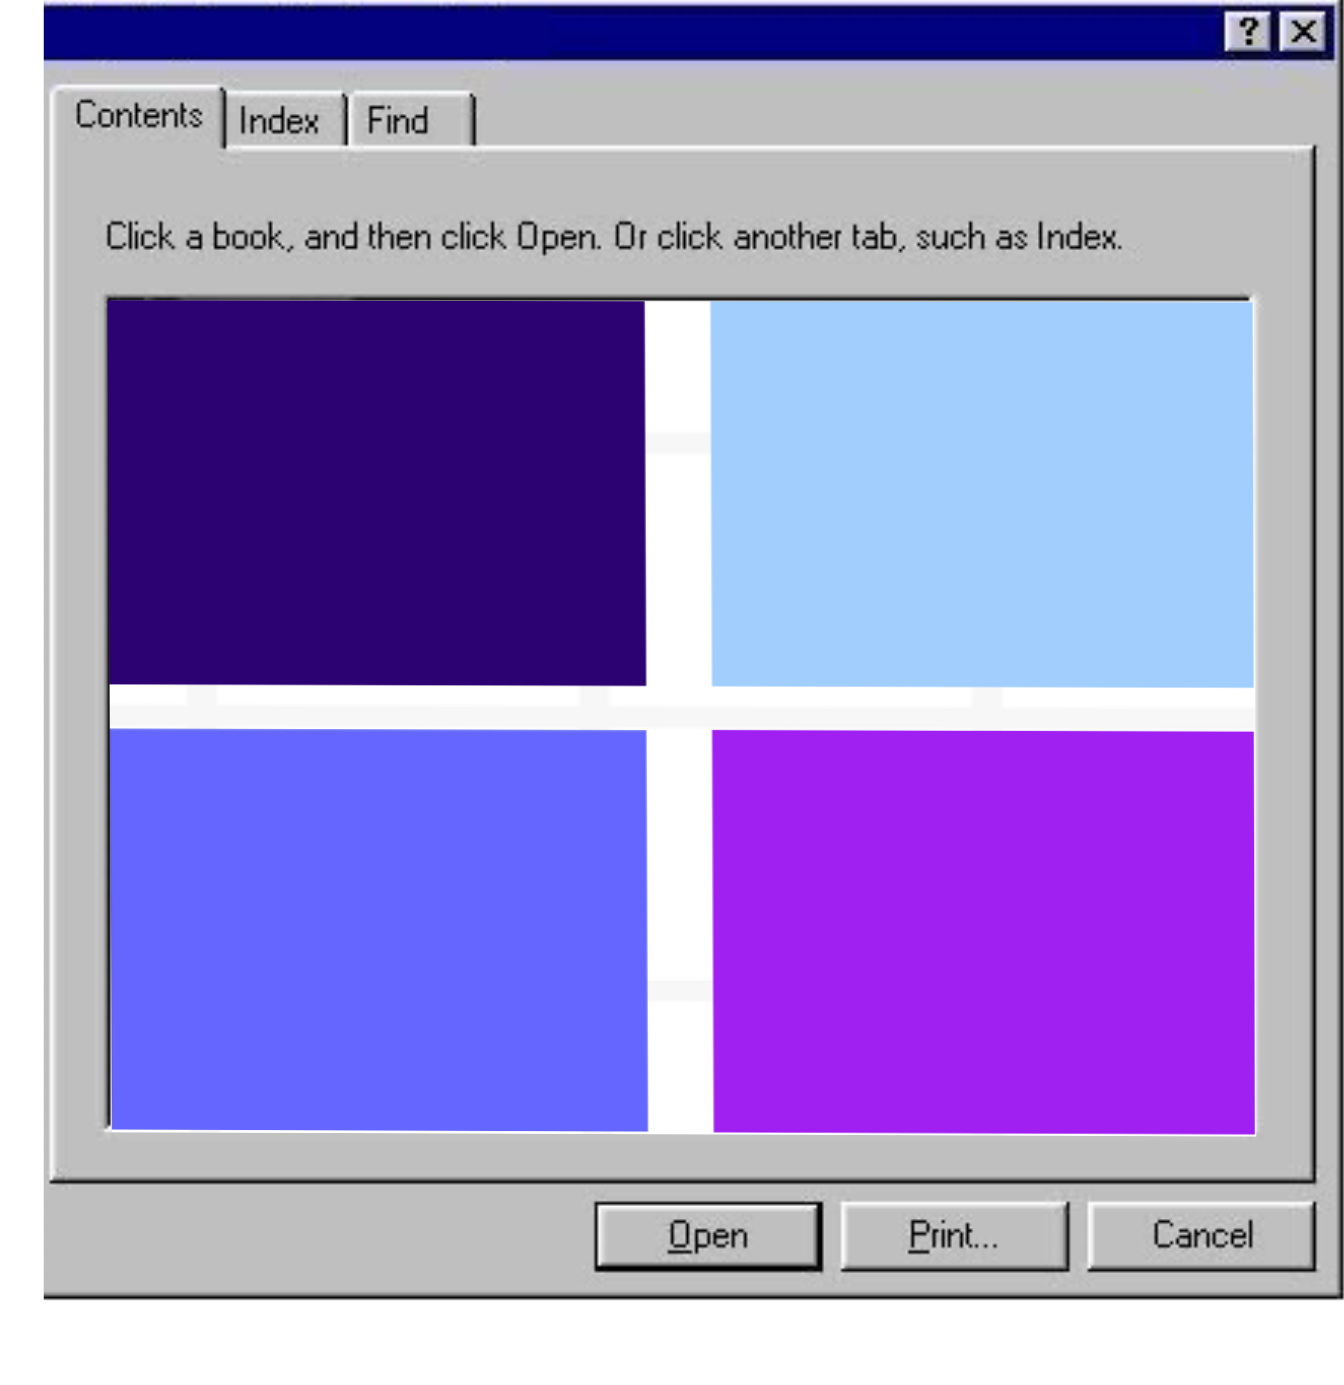 ?
Contents Index Find
Click a book, and then click Open. Or click another tab, such as Index.
Open Print... Cancel